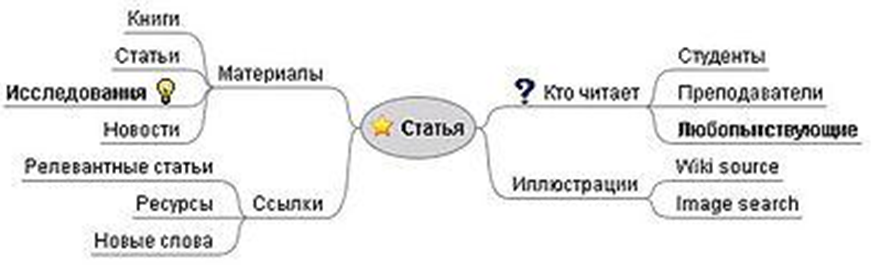 Книги
Статьи
Исследования
Новости
Материалы
Релевантные статьи
Ресурсы
Новые слова
Ссылки
Статья
Кто читает
Студенты
Преподаватели
Любопытствующие
Иллюстрации
Wiki source
Image search